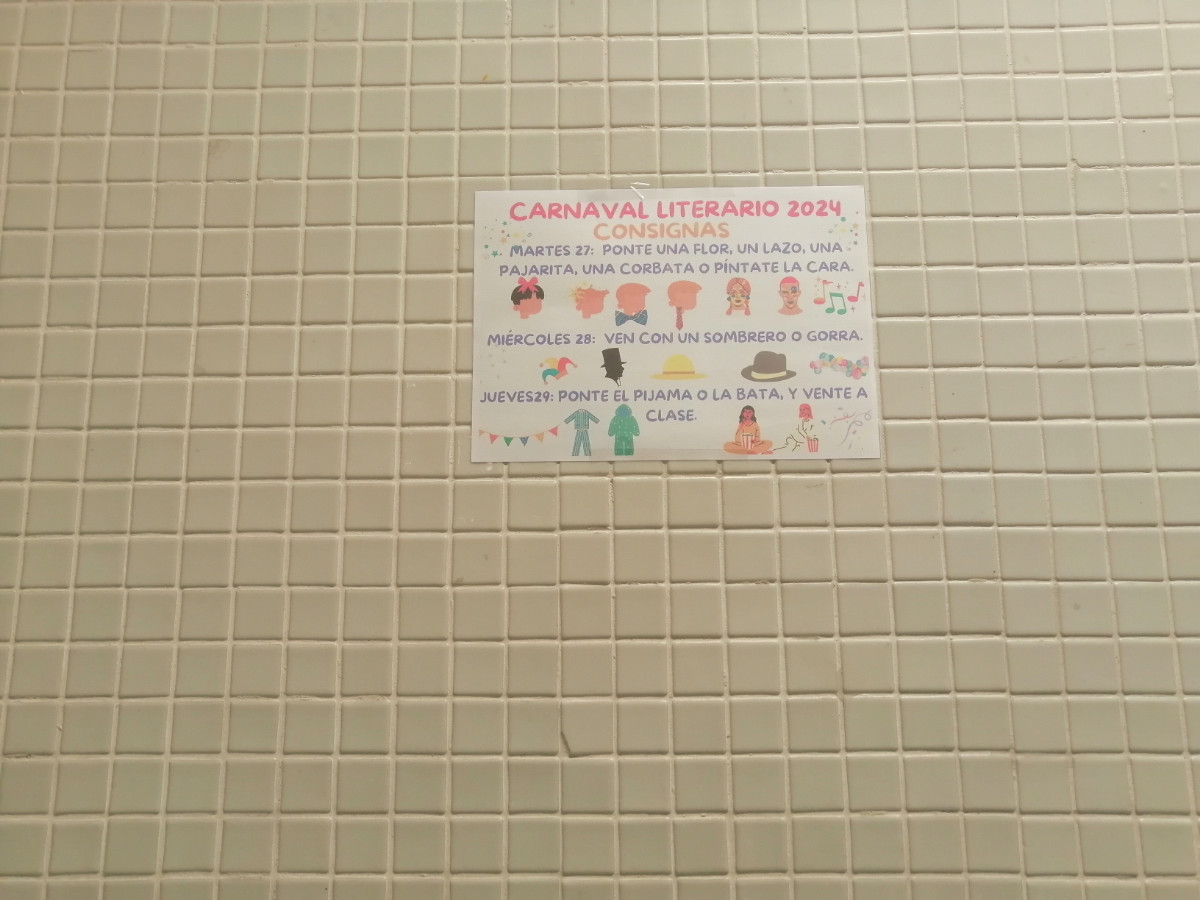 CARNAVAL LITERARIO 2024
CONSIGNAS
MARTES 27: PONTE UNA FLOR, UN LAZO, UNA
PAJARITA, UNA CORBATA O PÍNTATE LA CARA.
MIÉRCOLES 28: VEN CON UN SOMBRERO O GORRA.
JUEVES29: PONTE EL PIJAMA O LA BATA, Y VENTE A
CLASE.